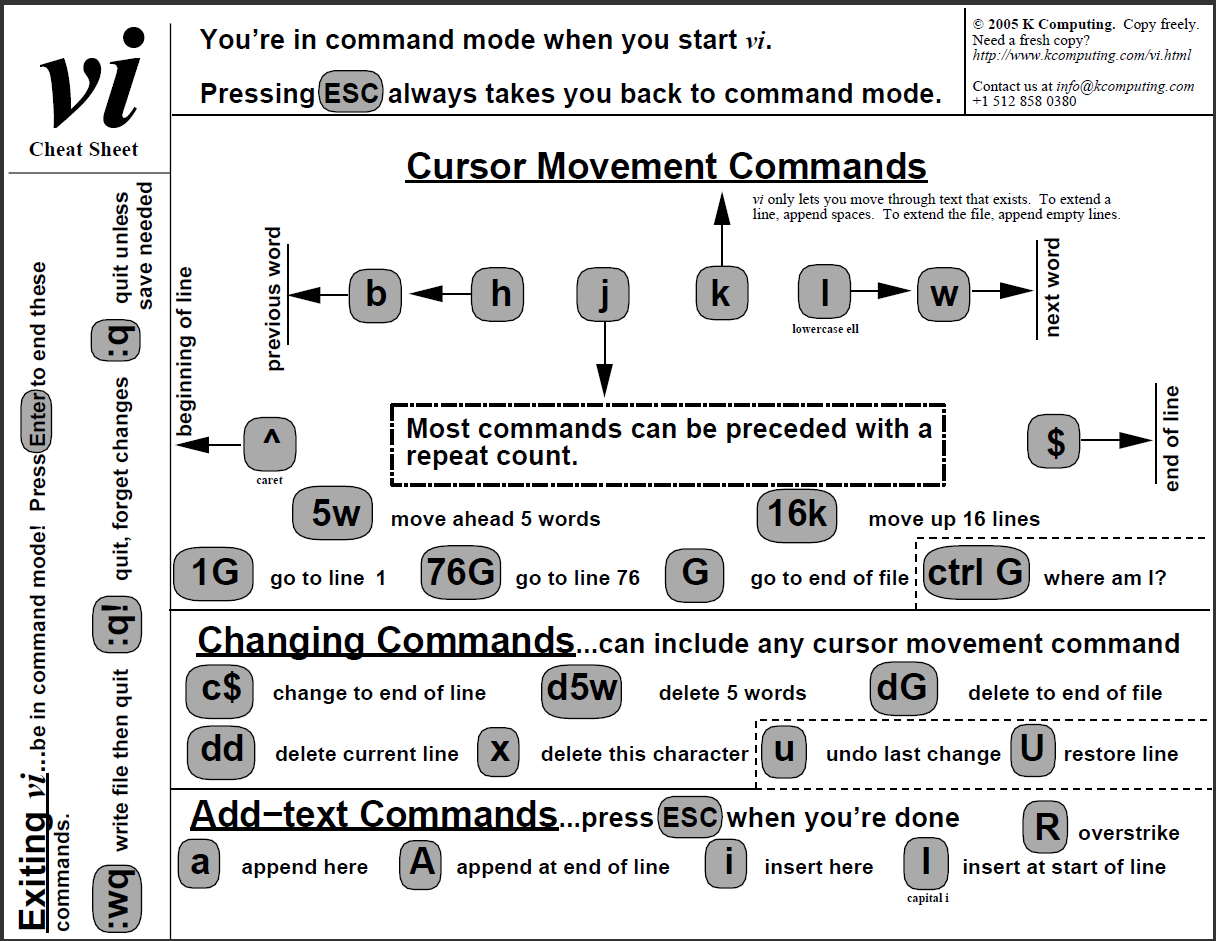 vi
Cheat Sheet
You're in command mode when you start vi.
Pressing ESC always takes you back to command mode.
© 2005 K Computing.  Copy freely.
Need a fresh copy?
http://www.kcomputing.com/vi.html
Contact us at info@kcomputing.com
+1 512 858 0380
Exiting vi...be in command mode!  Press Enter to end these
commands.
:wq write file then quit
:q! quit, forget changes
:q quit unless
save needed
Cursor Movement Commands
vi only lets you move through text that exists.  To extend a
line, append spaces.  To extend the file, append empty lines.
previous word
b
h
j
k
l
lowercase ell
w
next word
beginning of line
^
caret
Most commands can be preceded with a
repeat count.
$
end of line
5w move ahead 5 words
16k move up 16 lines
1G go to line 1
76G go to line 76
G go to end of file
ctrl G where am I?
Changing Commands...can include any cursor movement command
c$ change to end of line
d5w delete 5 words
dG delete to end of file
dd delete current line
x delete this character
u undo last change
U restore line
Add−text Commands...press ESC when you're done
R overstrike
a append here
A append at end of line
i insert here
I insert at start of line
capital i